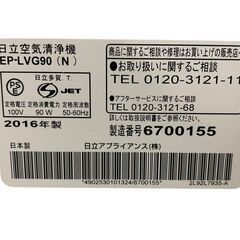 日立空気清浄機
EP-LVG90 (N)
日立多賀.T.
PS E
JET
定格電圧 定格消費電力 定格周波数
100V 90 W 50-60Hz
2016年製
日本製
日立アプライアンス(株)
商品に関するご相談や修理はお買い上げの販売店
●お取り扱いに関するご相談
TEL 0120-3121-11
●アフターサービスに関するご相談
TEL 0120-3121-68
製造番号6700155
*4902530101324/6700155*
2L92L7935-A